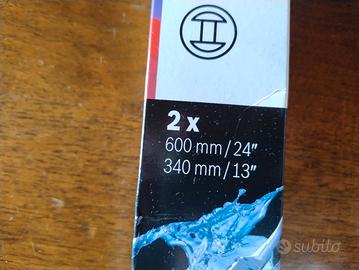 2 x
600 mm / 24"
340 mm / 13"
subito